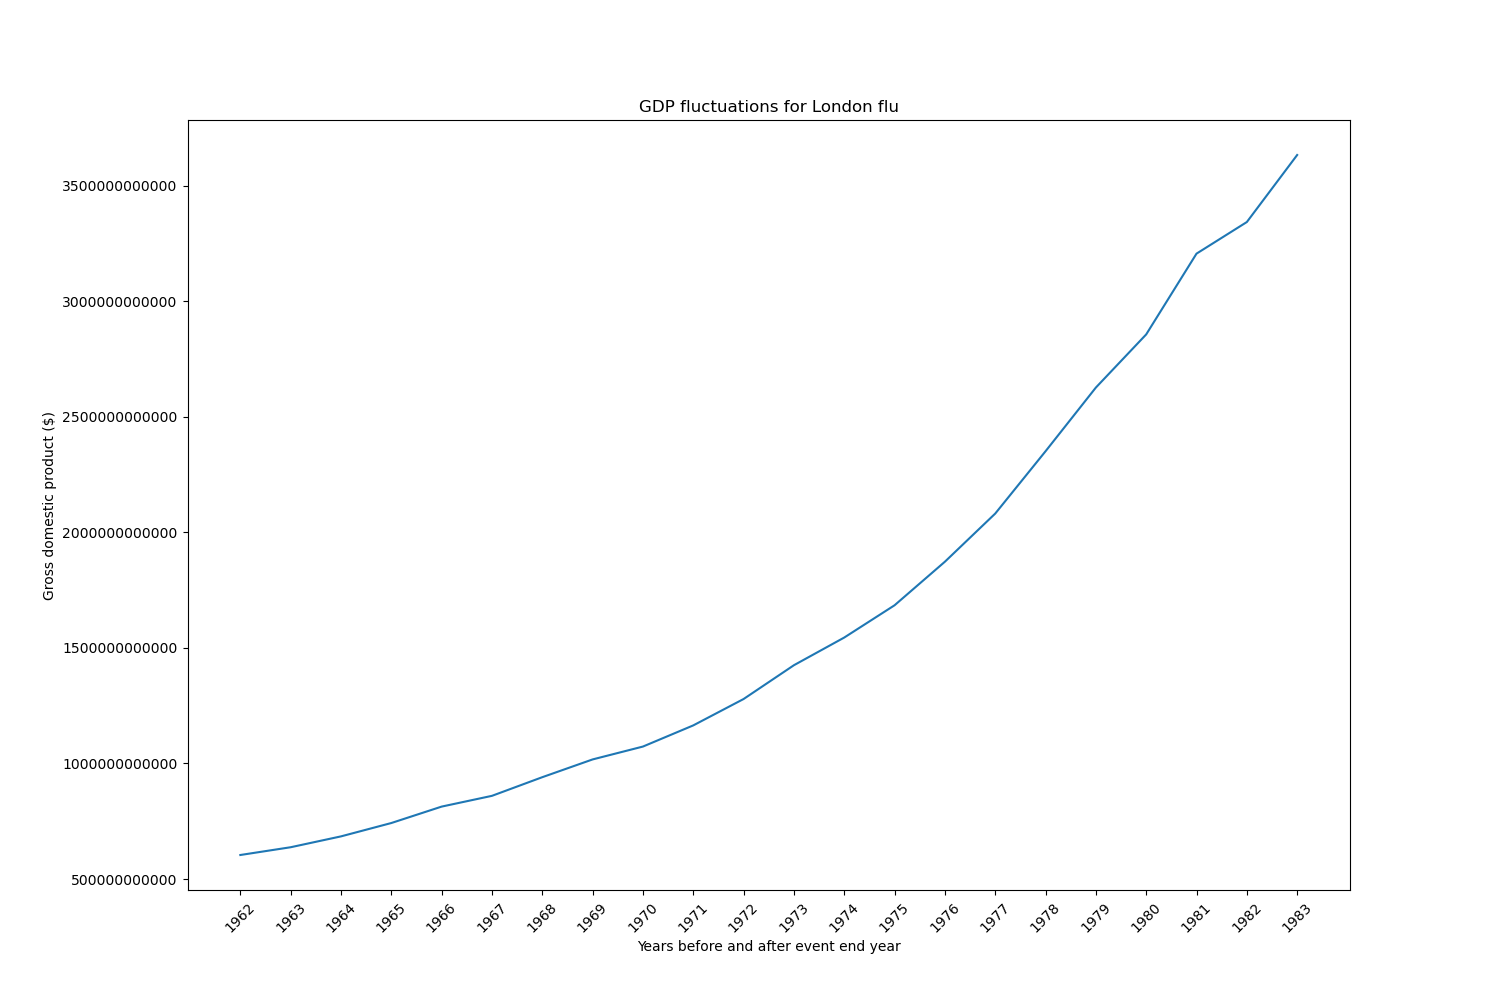 GDP fluctuations for London flu
Gross domestic product ($)
3500000000000
3000000000000
2500000000000
2000000000000
1500000000000
1000000000000
500000000000
1962 1963 1964 1965 1966 1967 1968 1969 1970 1971 1972 1973 1974 1975 1976 1977 1978 1979 1980 1981 1982 1983
Years before and after event end year